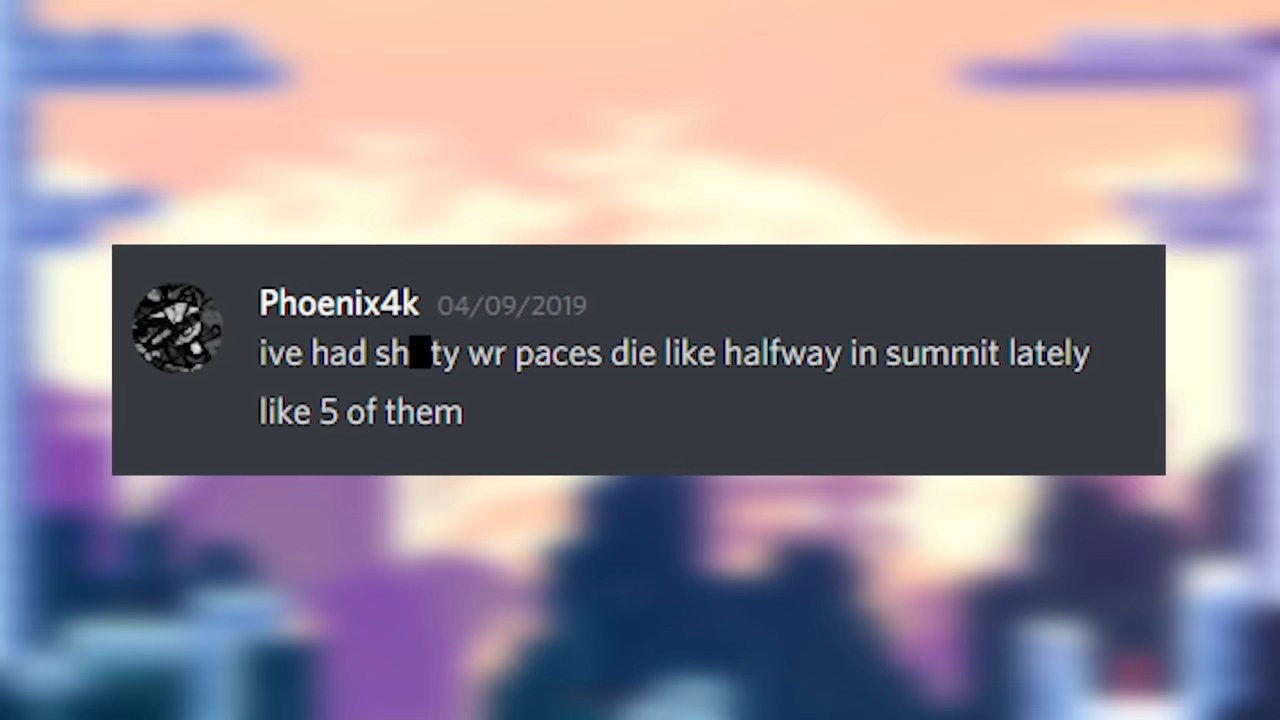 Phoenix4k 04/09/2019
ive had sh ty wr paces die like halfway in summit lately
like 5 of them